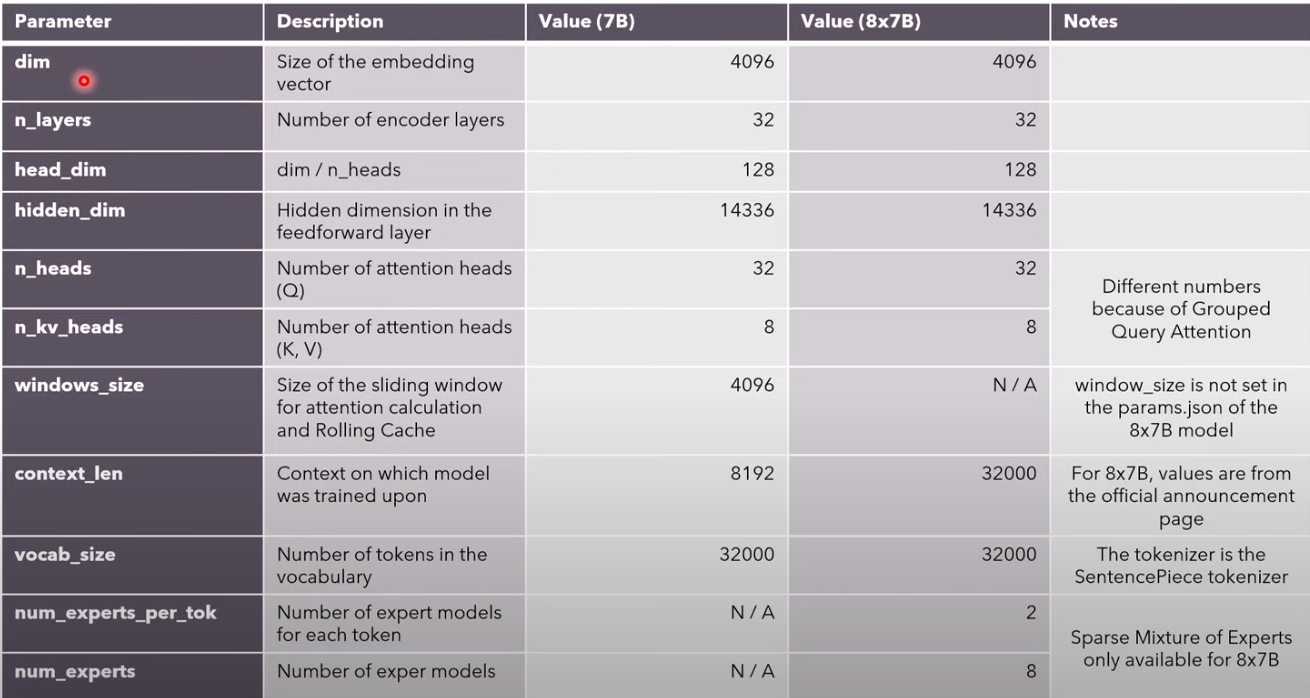 Parameter Description Value (7B) Value (8x7B) Notes
dim Size of the embedding 4096 4096
vector
n_layers Number of encoder layers 32 32
head_dim dim / n_heads 128 128
hidden_dim Hidden dimension in the 14336 14336
feedforward layer
n_heads Number of attention heads 32 32
(Q)
Different numbers
because of Grouped
Query Attention
n_kv_heads Number of attention heads 8 8
(K, V)
windows_size Size of the sliding window 4096 N / A window_size is not set in
for attention calculation the params.json of the
and Rolling Cache 8x7B model
context_len Context on which model 8192 32000 For 8x7B, values are from
was trained upon the official announcement
page
vocab_size Number of tokens in the 32000 32000 The tokenizer is the
vocabulary SentencePiece tokenizer
num_experts_per_tok Number of expert models N / A 2
for each token
Sparse Mixture of Experts
only available for 8x7B
num_experts Number of exper models N / A 8